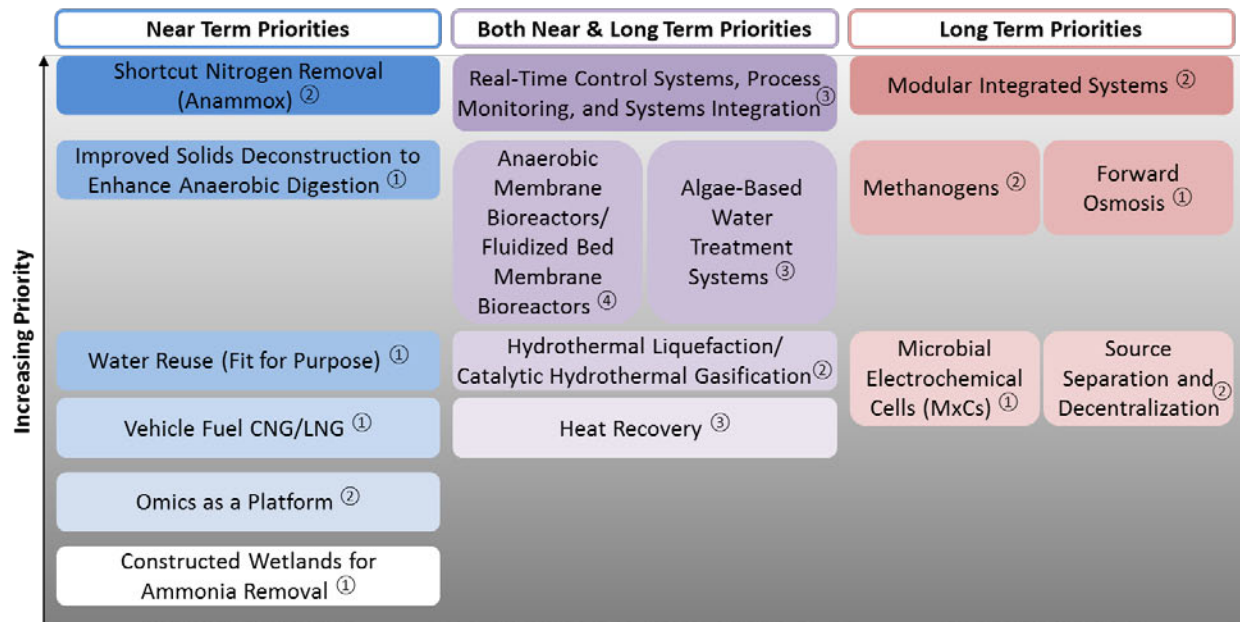 Near Term Priorities
Both Near & Long Term Priorities
Long Term Priorities
Increasing Priority
Shortcut Nitrogen Removal
(Anammox) ②
Improved Solids Deconstruction to
Enhance Anaerobic Digestion ①
Water Reuse (Fit for Purpose) ①
Vehicle Fuel CNG/LNG ①
Omics as a Platform ②
Constructed Wetlands for
Ammonia Removal ①
Real-Time Control Systems, Process
Monitoring, and Systems Integration ③
Anaerobic
Membrane
Bioreactors/
Fluidized Bed
Membrane
Bioreactors ④
Algae-Based
Water
Treatment
Systems ③
Hydrothermal Liquefaction/
Catalytic Hydrothermal Gasification ②
Heat Recovery ③
Modular Integrated Systems ②
Methanogens ②
Forward
Osmosis ①
Microbial
Electrochemical
Cells (MxCs) ①
Source
Separation and
Decentralization ②